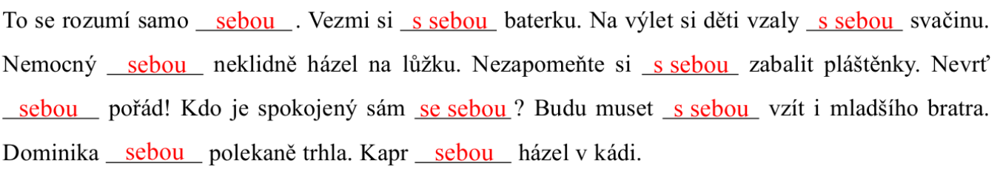 To se rozumí samo sebou. Vezmi si s sebou baterku. Na výlet si děti vzaly s sebou svačinu.
Nemocný sebou neklidně házel na lůžku. Nezapomeňte si s sebou zabalit pláštěnky. Nevrť
sebou pořád! Kdo je spokojený sám se sebou? Budu muset s sebou vzít i mladšího bratra.
Dominika sebou polekaně trhla. Kapr sebou házel v kádi.